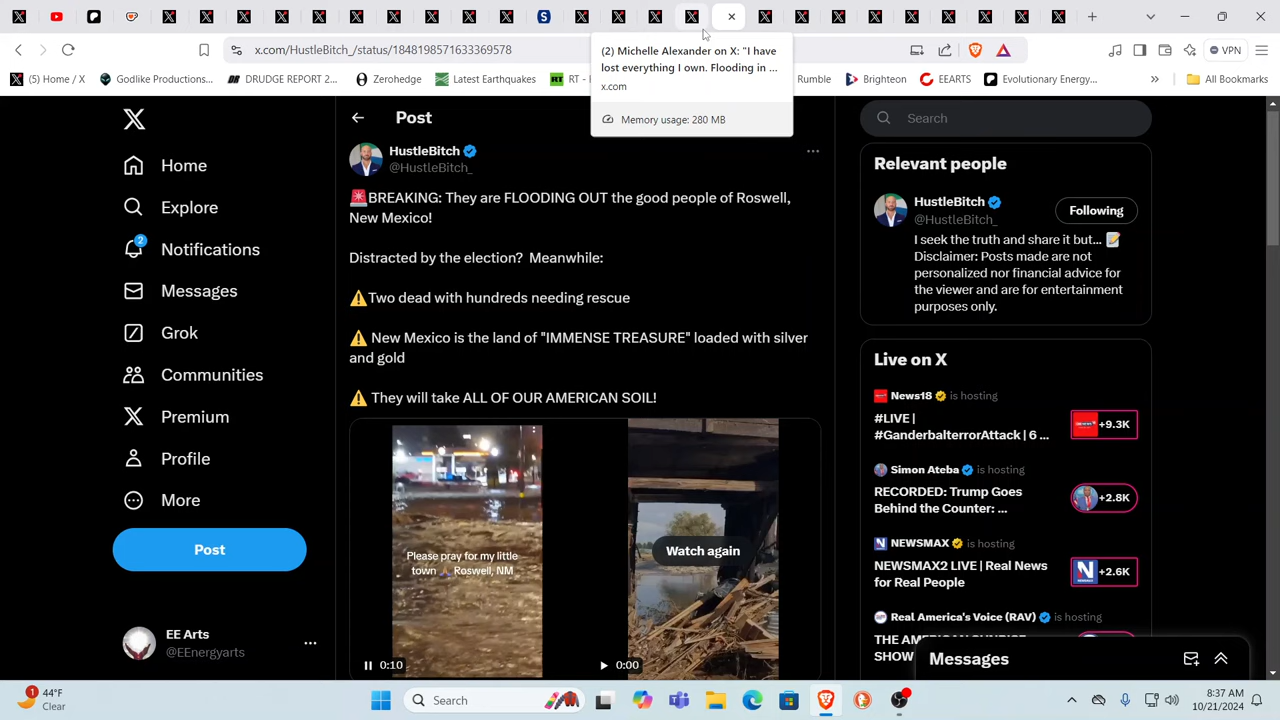 x.com/HustleBitch_/status/1848198571633369578
VPN
(2) Michelle Alexander on X: "I have
lost everything I own. Flooding in ...
x.com
Memory usage: 280 MB
(5) Home / X
Godlike Productions...
DRUDGE REPORT 2...
Zerohedge
Latest Earthquakes
RT - 
Rumble
Brighteon
EEARTS
Evolutionary Energy...
»
All Bookmarks
Home
Explore
2
Notifications
Messages
Grok
Communities
Premium
Profile
More
Post
EE Arts
@EEnergyarts
Post
HustleBitch
@HustleBitch_
🚨BREAKING: They are FLOODING OUT the good people of Roswell,
New Mexico!
Distracted by the election?  Meanwhile:
⚠️Two dead with hundreds needing rescue
⚠️ New Mexico is the land of "IMMENSE TREASURE" loaded with silver
and gold
⚠️ They will take ALL OF OUR AMERICAN SOIL!
Please pray for my little
town 🙏 Roswell, NM
0:10
Watch again
0:00
Search
Relevant people
HustleBitch
Following
@HustleBitch_
I seek the truth and share it but... 📝
Disclaimer: Posts made are not
personalized nor financial advice for
the viewer and are for entertainment
purposes only.
Live on X
News18 is hosting
#LIVE |
#GanderbalterrorAttack | 6 ...
+9.3K
Simon Ateba is hosting
RECORDED: Trump Goes
Behind the Counter: ...
+2.8K
NEWSMAX is hosting
NEWSMAX2 LIVE | Real News
for Real People
+2.6K
Real America's Voice (RAV) is hosting
THE AMERICAN SUNRISE
SHOW
Messages
1
44°F
Clear
Search
8:37 AM
10/21/2024